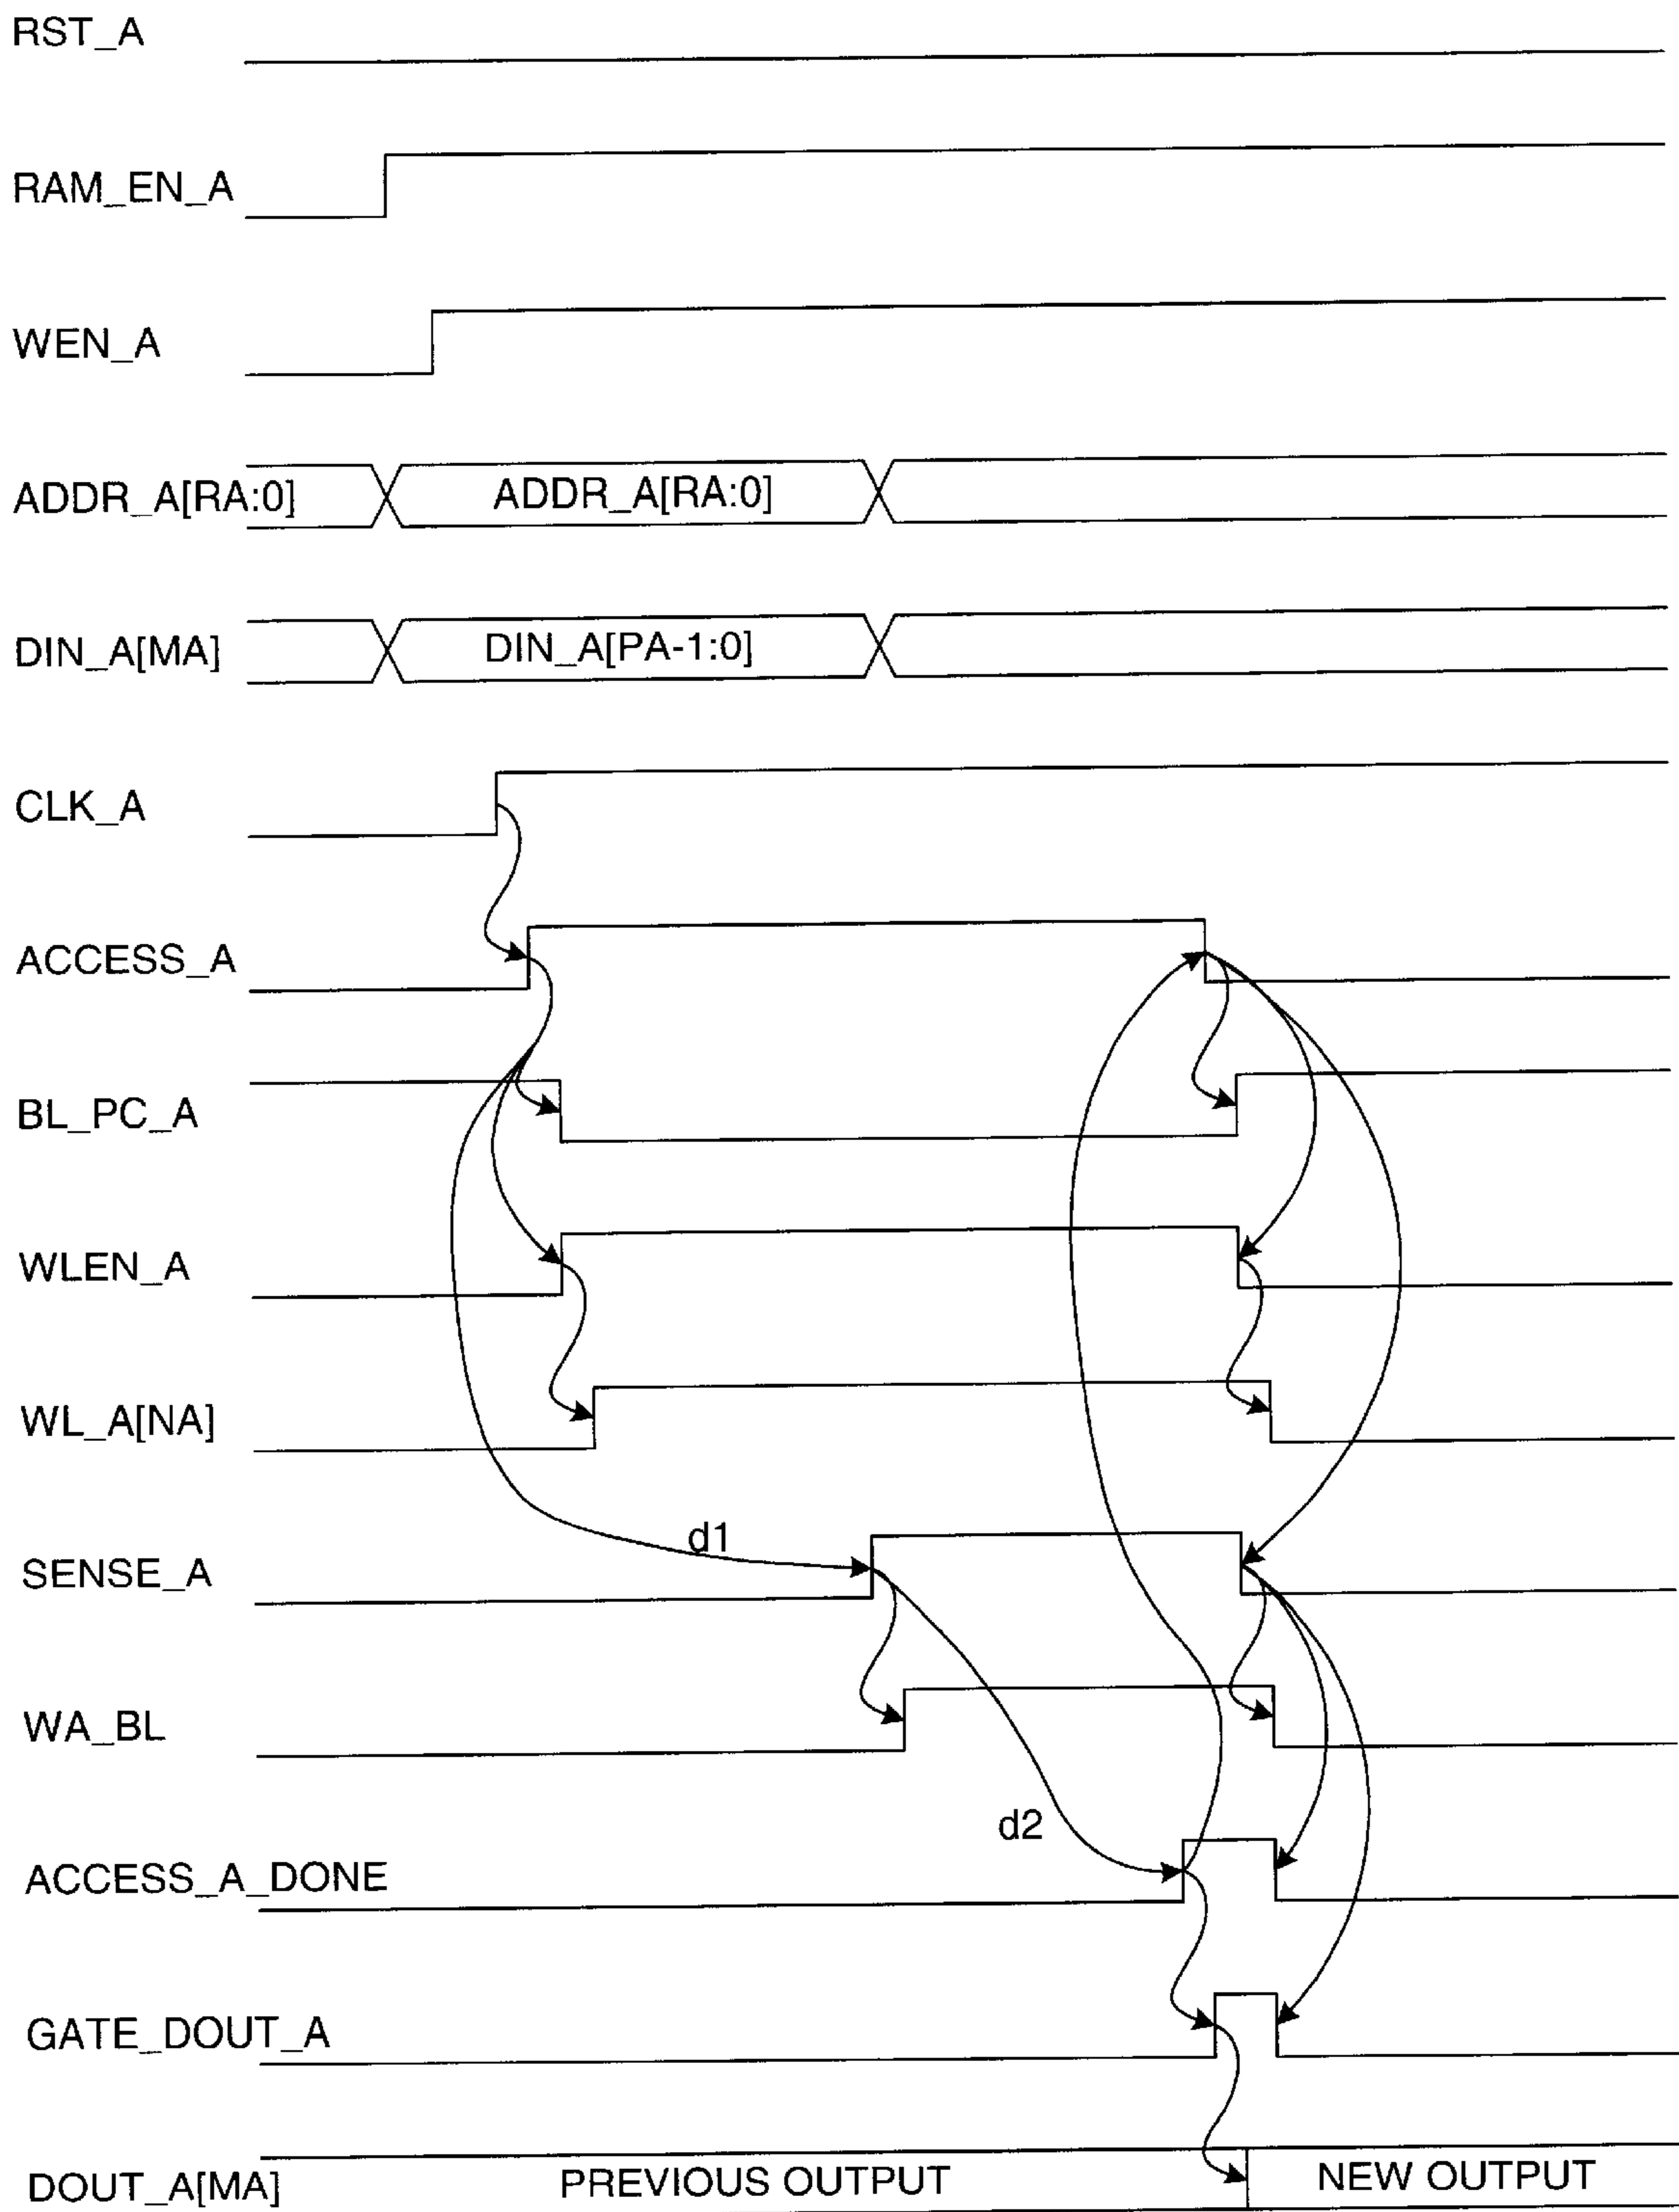 RST_A
RAM_EN_A
WEN_A
ADDR_A[RA:0] ADDR_A[RA:0]
DIN_A[MA] DIN_A[PA-1:0]
CLK_A
ACCESS_A
BL_PC_A
WLEN_A
WL_A[NA]
d1
SENSE_A
WA_BL
d2
ACCESS_A_DONE
GATE_DOUT_A
DOUT_A[MA] PREVIOUS OUTPUT NEW OUTPUT